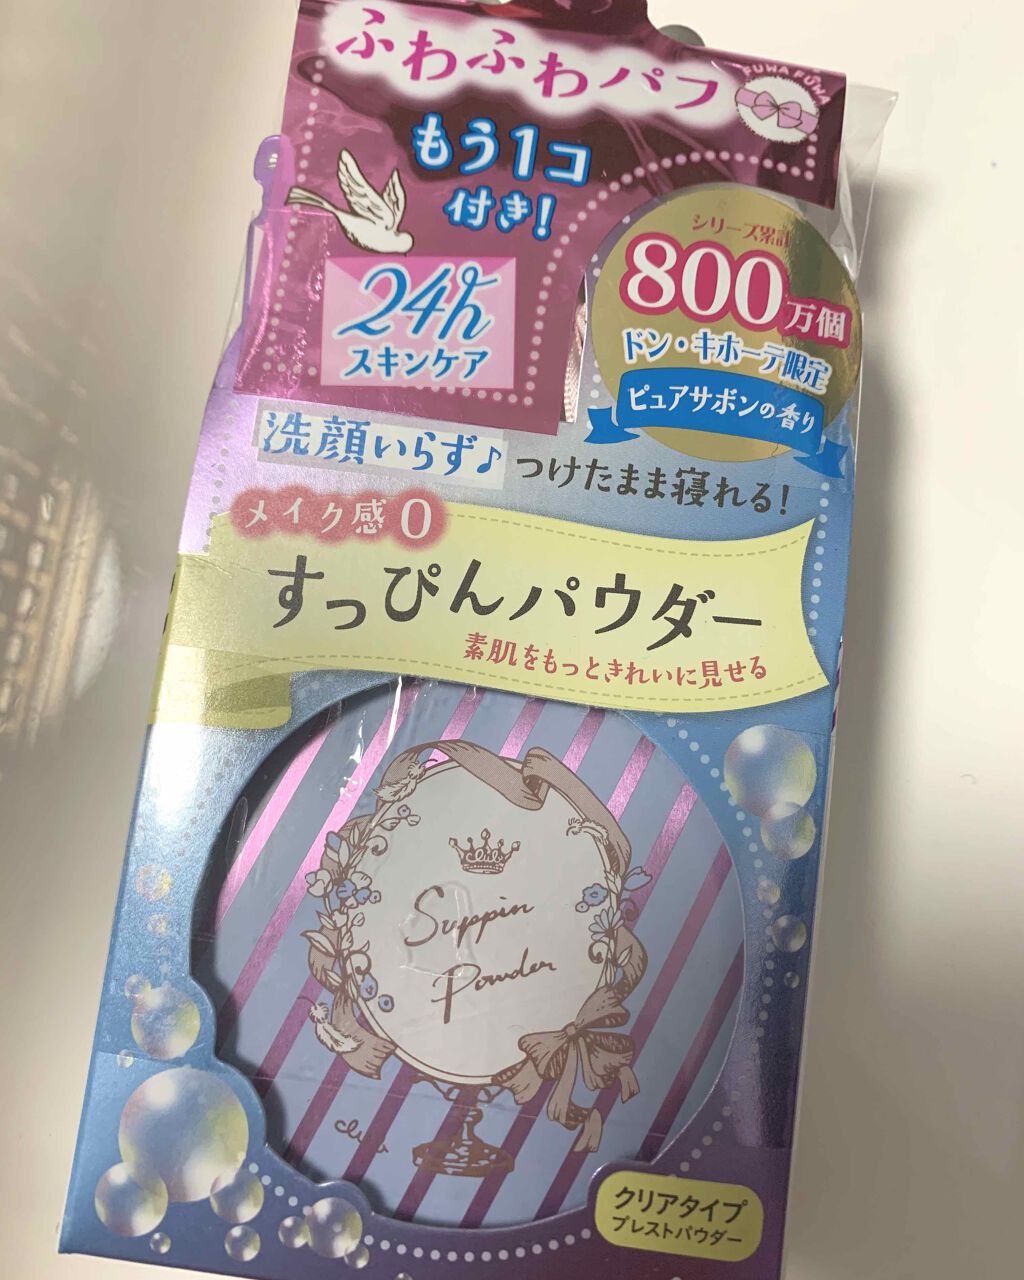 ふわふわパフ
FUWA FUWA
もう1コ
付き!
24h
スキンケア
シリーズ累計
800万個
ドン・キホーテ限定
ピュアサボンの香り
洗顔いらず♪
つけたまま寝れる!
メイク感0
すっぴんパウダー
素肌をもっときれいに見せる
club
Suppin
Powder
club
クリアタイプ
プレストパウダー